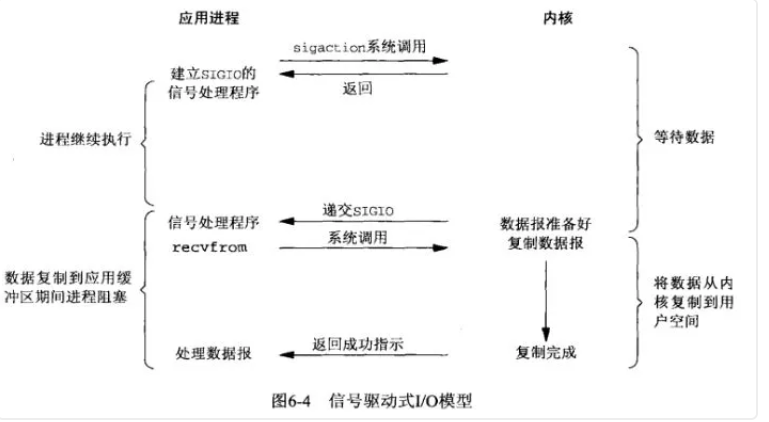 应用进程
内核
sigaction系统调用
建立SIGIO的
信号处理程序
返回
进程继续执行
等待数据
递交SIGIO
信号处理程序
数据报准备好
recvfrom
系统调用
复制数据报
数据复制到应用缓
冲区期间进程阻塞
将数据从内
核复制到用
户空间
处理数据报
返回成功指示
复制完成
图6-4 信号驱动式I/O模型